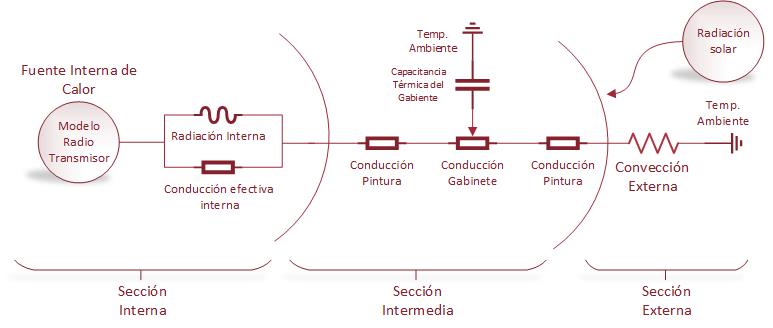 Fuente Interna de
Calor
Modelo
Radio
Transmisor
Radiación Interna
Conducción efectiva
interna
Temp.
Ambiente
Capacitancia
Térmica del
Gabiente
Conducción
Pintura
Conducción
Gabinete
Conducción
Pintura
Radiación
solar
Temp.
Ambiente
Convección
Externa
Sección
Interna
Sección
Intermedia
Sección
Externa